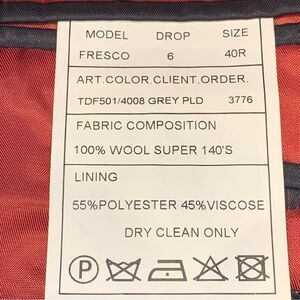 MODEL DROP SIZE
FRESCO 6 40R
ART.COLOR.CLIENT.ORDER.
TDF501/4008 GREY PLD 3776
FABRIC COMPOSITION
100% WOOL SUPER 140'S
LINING
55%POLYESTER 45%VISCOSE
DRY CLEAN ONLY
P